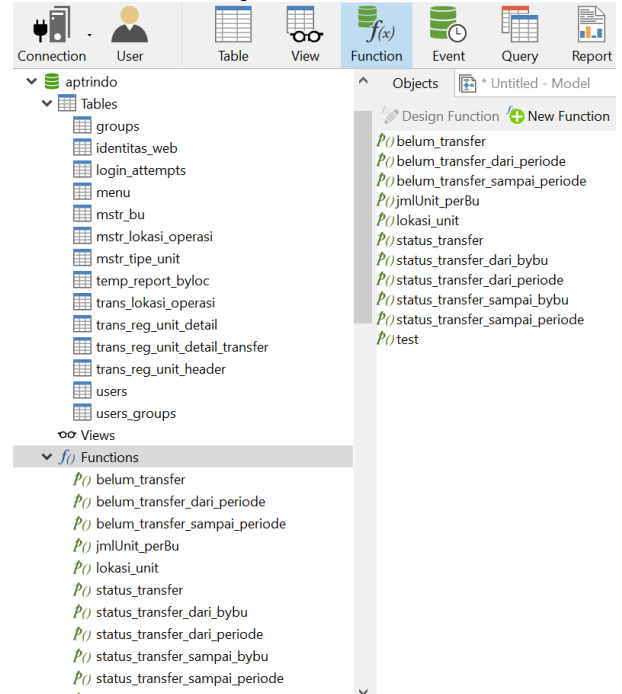 Connection User Table View Function Event Query Report
aptrindo
Tables
groups
identitas_web
login_attempts
menu
mstr_bu
mstr_lokasi_operasi
mstr_tipe_unit
temp_report_byloc
trans_lokasi_operasi
trans_reg_unit_detail
trans_reg_unit_detail_transfer
trans_reg_unit_header
users
users_groups
Views
f() Functions
P() belum_transfer
P() belum_transfer_dari_periode
P() belum_transfer_sampai_periode
P() jmlUnit_perBu
P() lokasi_unit
P() status_transfer
P() status_transfer_dari_bybu
P() status_transfer_dari_periode
P() status_transfer_sampai_bybu
P() status_transfer_sampai_periode
Objects * Untitled - Model
Design Function New Function
P() belum_transfer
P() belum_transfer_dari_periode
P() belum_transfer_sampai_periode
P() jmlUnit_perBu
P() lokasi_unit
P() status_transfer
P() status_transfer_dari_bybu
P() status_transfer_dari_periode
P() status_transfer_sampai_bybu
P() status_transfer_sampai_periode
P() test